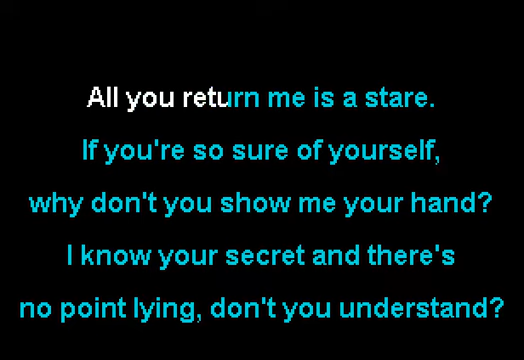 All you return me is a stare.
If you're so sure of yourself,
why don't you show me your hand?
I know your secret and there's
no point lying, don't you understand?